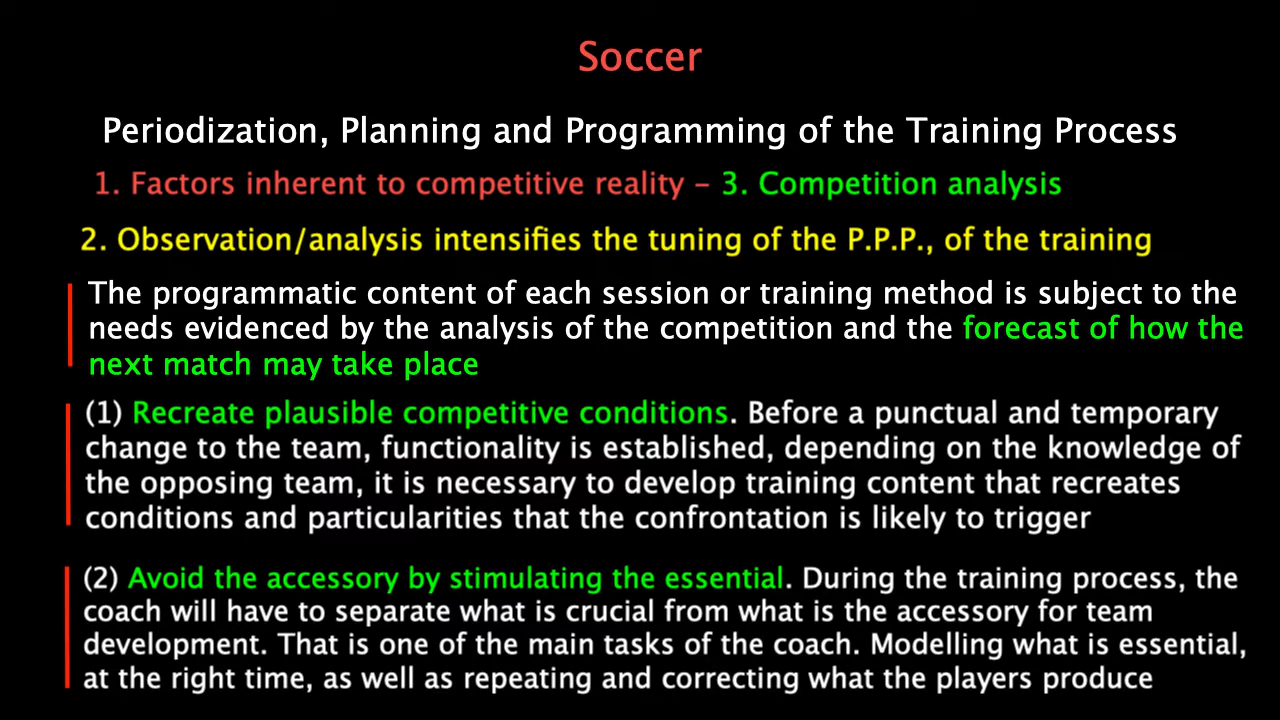 Soccer
Periodization, Planning and Programming of the Training Process
1. Factors inherent to competitive reality – 3. Competition analysis
2. Observation/analysis intensifies the tuning of the P.P.P., of the training
The programmatic content of each session or training method is subject to the
needs evidenced by the analysis of the competition and the forecast of how the
next match may take place
(1) Recreate plausible competitive conditions. Before a punctual and temporary
change to the team, functionality is established, depending on the knowledge of
the opposing team, it is necessary to develop training content that recreates
conditions and particularities that the confrontation is likely to trigger
(2) Avoid the accessory by stimulating the essential. During the training process, the
coach will have to separate what is crucial from what is the accessory for team
development. That is one of the main tasks of the coach. Modelling what is essential,
at the right time, as well as repeating and correcting what the players produce